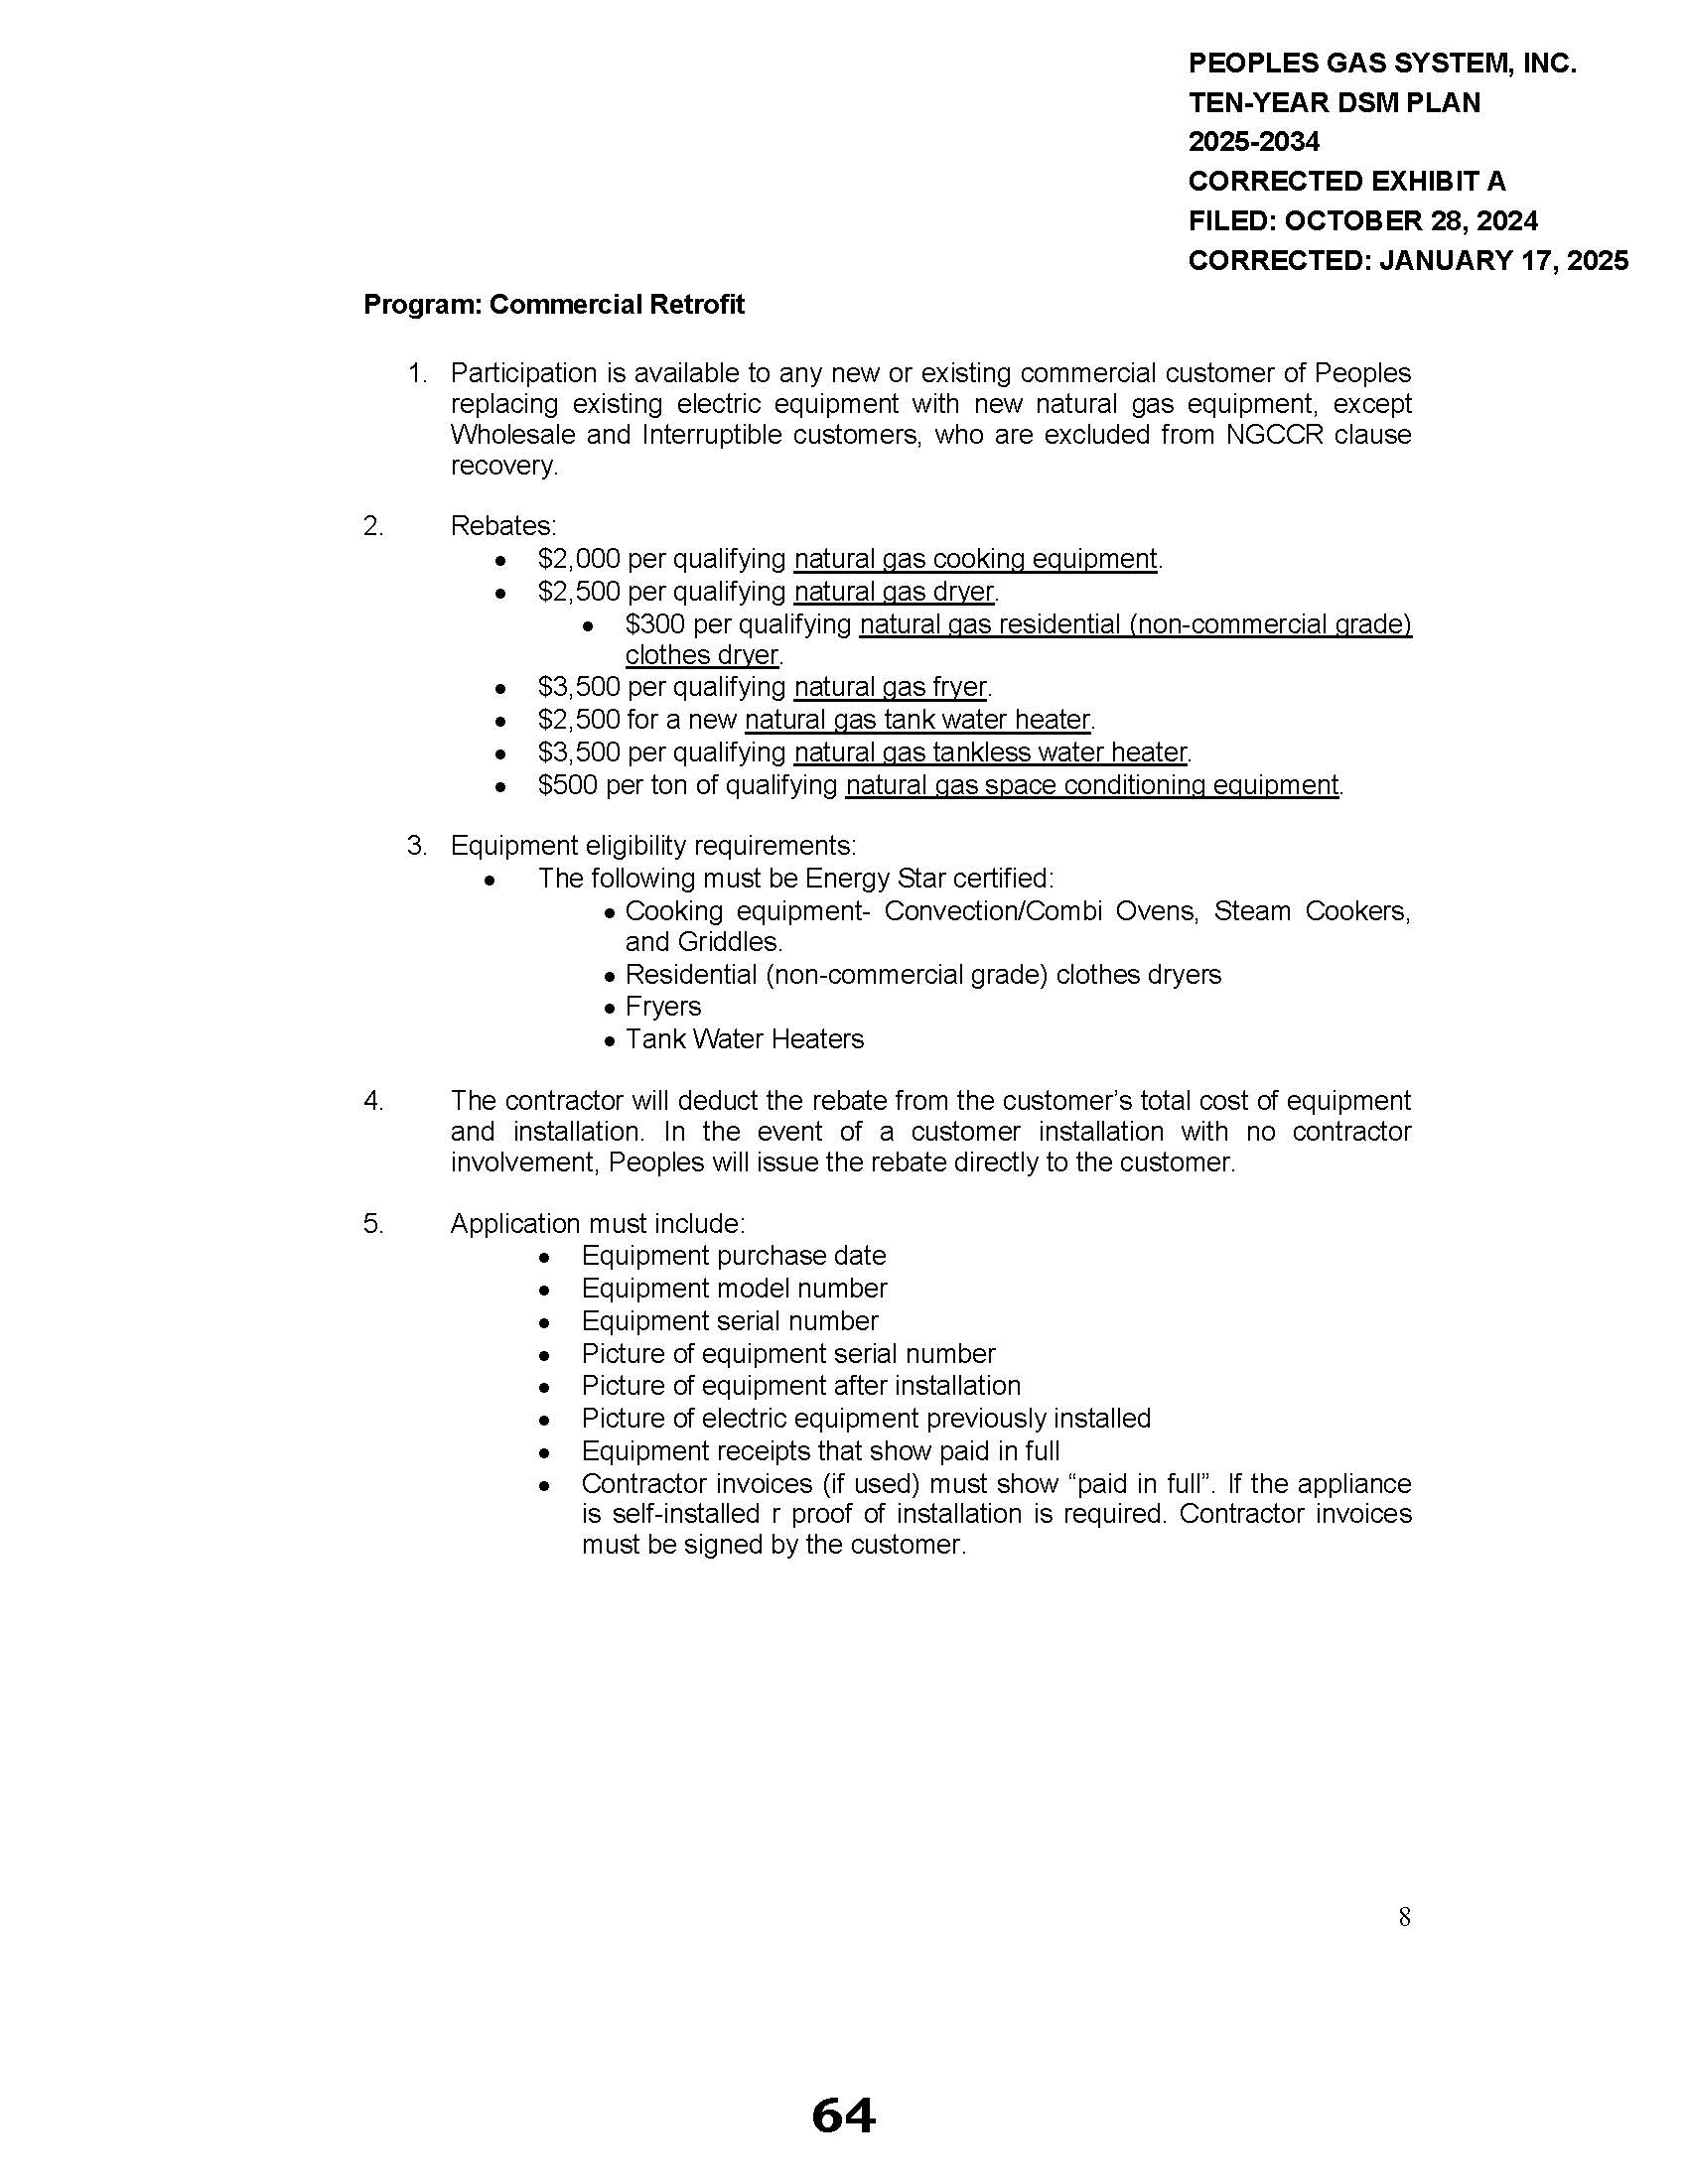 PEOPLES GAS SYSTEM, INC.
TEN-YEAR DSM PLAN
2025-2034
CORRECTED EXHIBIT A
FILED: OCTOBER 28, 2024
CORRECTED: JANUARY 17, 2025
Program: Commercial Retrofit
1. Participation is available to any new or existing commercial customer of Peoples
replacing existing electric equipment with new natural gas equipment, except
Wholesale and Interruptible customers, who are excluded from NGCCR clause
recovery.
2. Rebates:
• $2,000 per qualifying natural gas cooking equipment.
• $2,500 per qualifying natural gas dryer.
• $300 per qualifying natural gas residential (non-commercial grade)
clothes dryer.
• $3,500 per qualifying natural gas fryer.
• $2,500 for a new natural gas tank water heater.
• $3,500 per qualifying natural gas tankless water heater.
• $500 per ton of qualifying natural gas space conditioning equipment.
3. Equipment eligibility requirements:
• The following must be Energy Star certified:
• Cooking equipment- Convection/Combi Ovens, Steam Cookers,
and Griddles.
• Residential (non-commercial grade) clothes dryers
• Fryers
• Tank Water Heaters
4. The contractor will deduct the rebate from the customer’s total cost of equipment
and installation. In the event of a customer installation with no contractor
involvement, Peoples will issue the rebate directly to the customer.
5. Application must include:
• Equipment purchase date
• Equipment model number
• Equipment serial number
• Picture of equipment serial number
• Picture of equipment after installation
• Picture of electric equipment previously installed
• Equipment receipts that show paid in full
• Contractor invoices (if used) must show “paid in full”. If the appliance
is self-installed r proof of installation is required. Contractor invoices
must be signed by the customer.
8
64